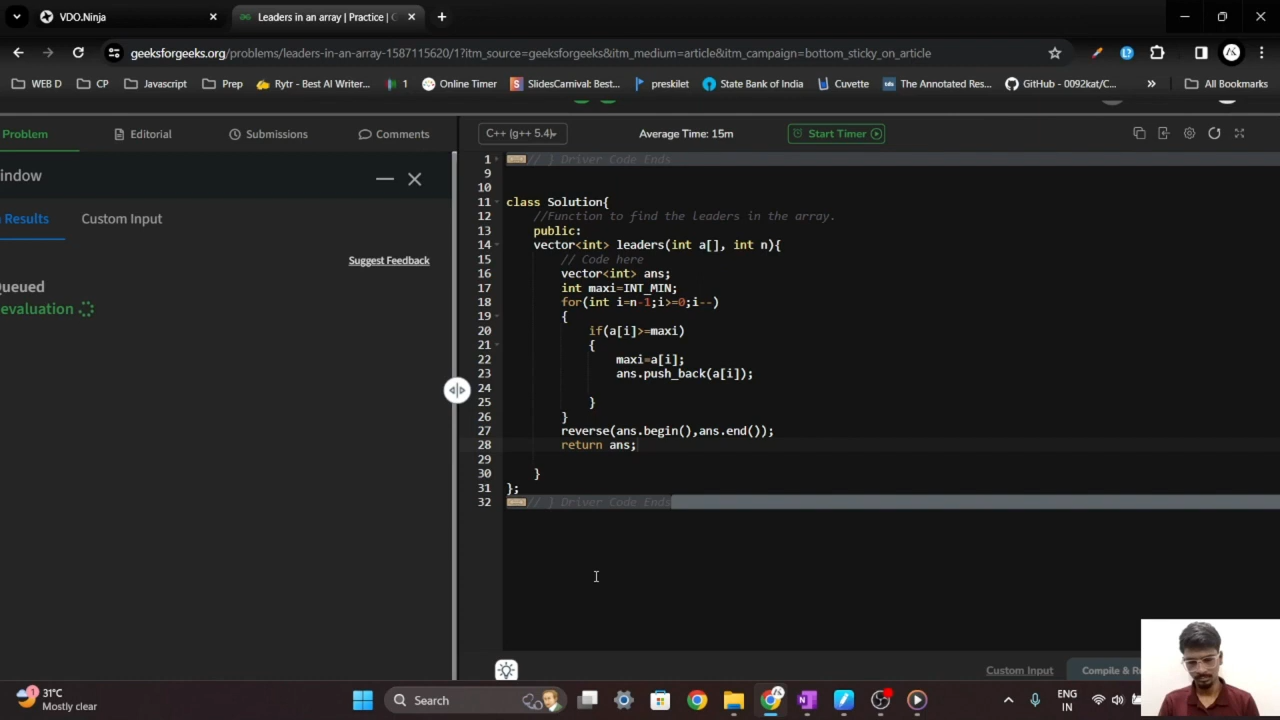 VDO.Ninja
Leaders in an array | Practice |
geeksforgeeks.org/problems/leaders-in-an-array-1587115620/1?itm_source=geeksforgeeks&itm_medium=article&itm_campaign=bottom_sticky_on_article
WEB D CP Javascript Prep Rytr - Best AI Writer... 1 Online Timer SlidesCarnival: Best... preskilet State Bank of India Cuvette The Annotated Res... GitHub - 0092kat/C... » All Bookmarks
Problem Editorial Submissions Comments C++ (g++ 5.4) Average Time: 15m Start Timer
indow
Results Custom Input
Suggest Feedback
Queued
evaluation
1 // } Driver Code Ends
9
10
11 class Solution{
12 //Function to find the leaders in the array.
13 public:
14 vector<int> leaders(int a[], int n){
15 // Code here
16 vector<int> ans;
17 int maxi=INT_MIN;
18 for(int i=n-1;i>=0;i--)
19 {
20 if(a[i]>=maxi)
21 {
22 maxi=a[i];
23 ans.push_back(a[i]);
24
25 }
26 }
27 reverse(ans.begin(),ans.end());
28 return ans;
29
30 }
31 };
32 // } Driver Code Ends
Custom Input Compile & Ru
1 31°C
Mostly clear
Search
ENG
IN